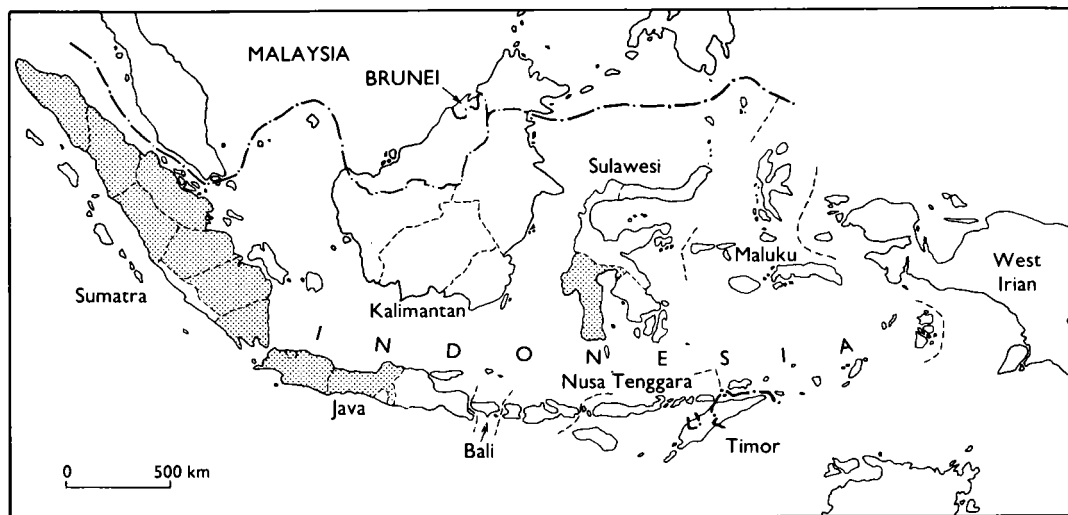 MALAYSIA
BRUNEI
Sulawesi
Maluku
West
Irian
Sumatra
Kalimantan
I N D O N E S I A
Nusa Tenggara
Java
Bali
Timor
0 500 km